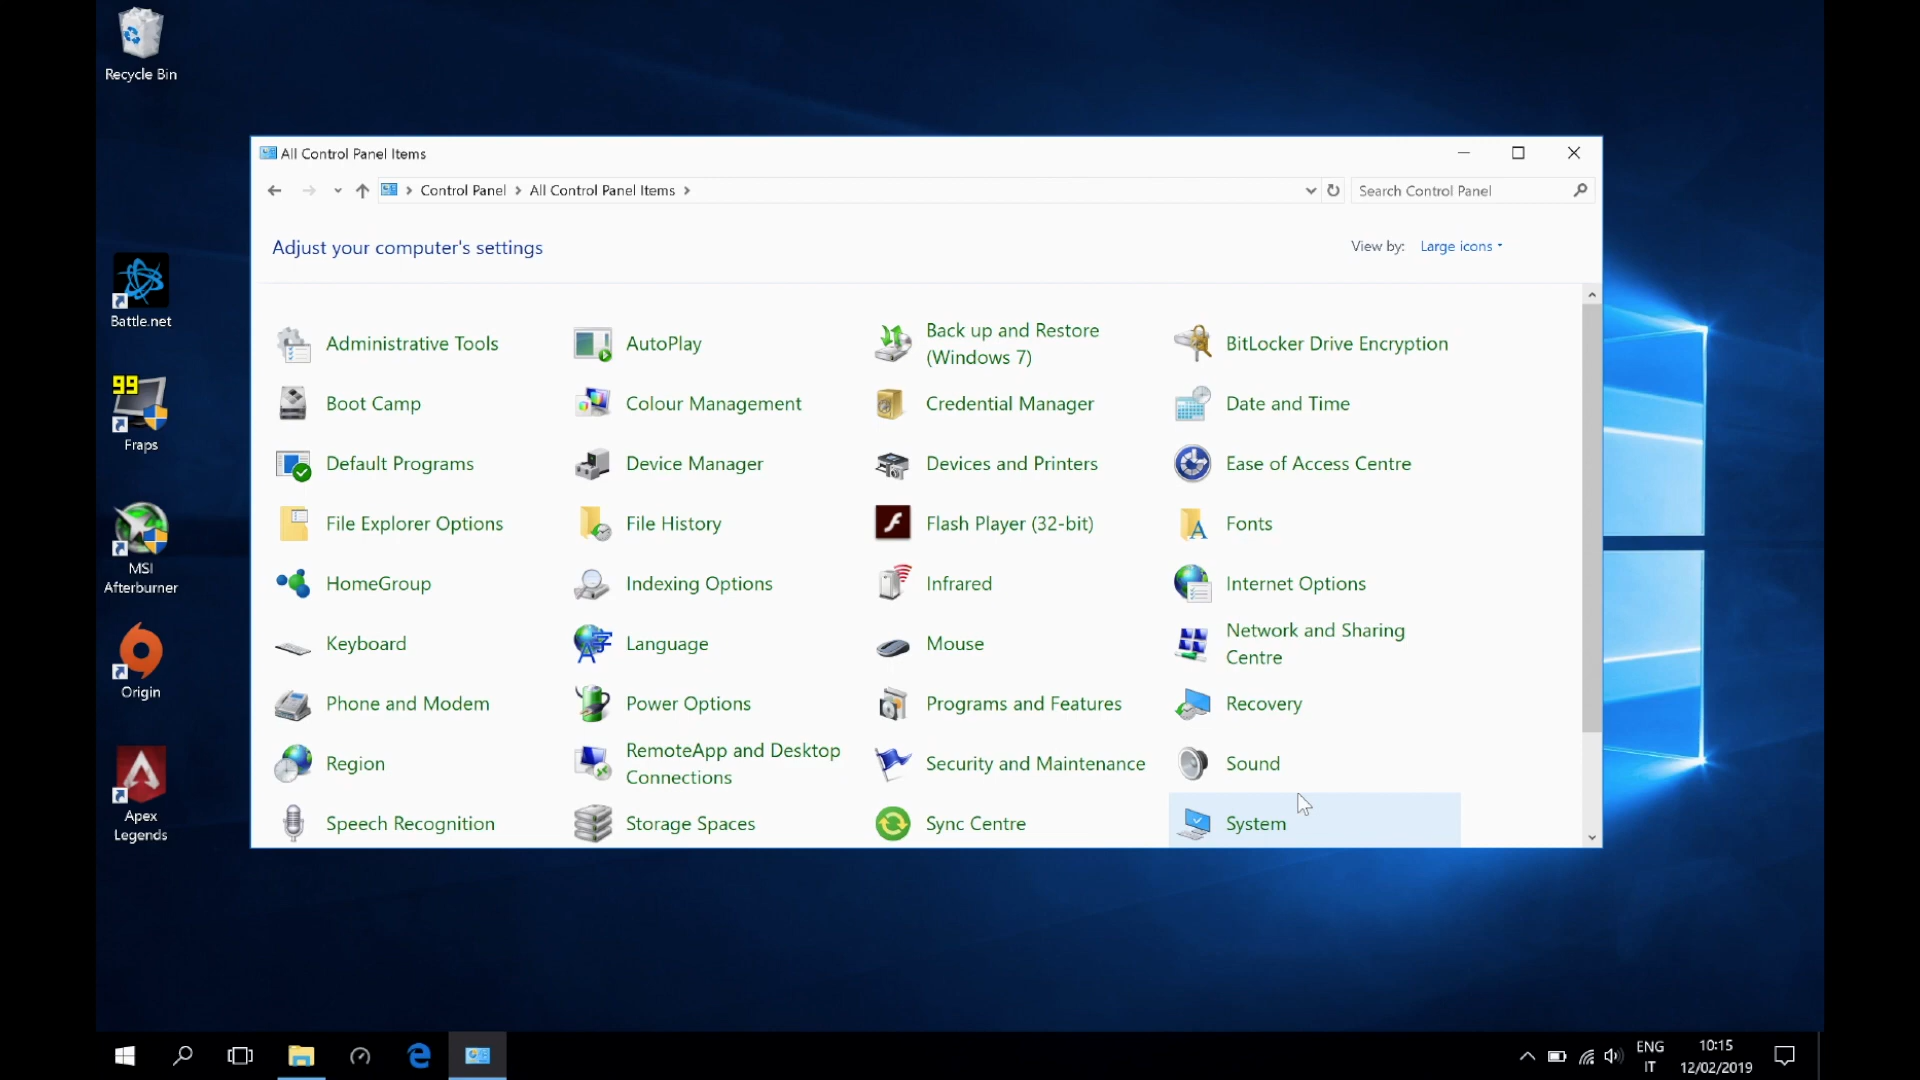 Recycle Bin
Battle.net
99
Fraps
MSI
Afterburner
Origin
Apex
Legends
All Control Panel Items
Control Panel
All Control Panel Items
Search Control Panel
Adjust your computer's settings
View by:
Large icons
Administrative Tools
AutoPlay
Back up and Restore
(Windows 7)
BitLocker Drive Encryption
Boot Camp
Colour Management
Credential Manager
Date and Time
Default Programs
Device Manager
Devices and Printers
Ease of Access Centre
File Explorer Options
File History
Flash Player (32-bit)
Fonts
HomeGroup
Indexing Options
Infrared
Internet Options
Keyboard
Language
Mouse
Network and Sharing
Centre
Phone and Modem
Power Options
Programs and Features
Recovery
Region
RemoteApp and Desktop
Connections
Security and Maintenance
Sound
Speech Recognition
Storage Spaces
Sync Centre
System
ENG
IT
10:15
12/02/2019